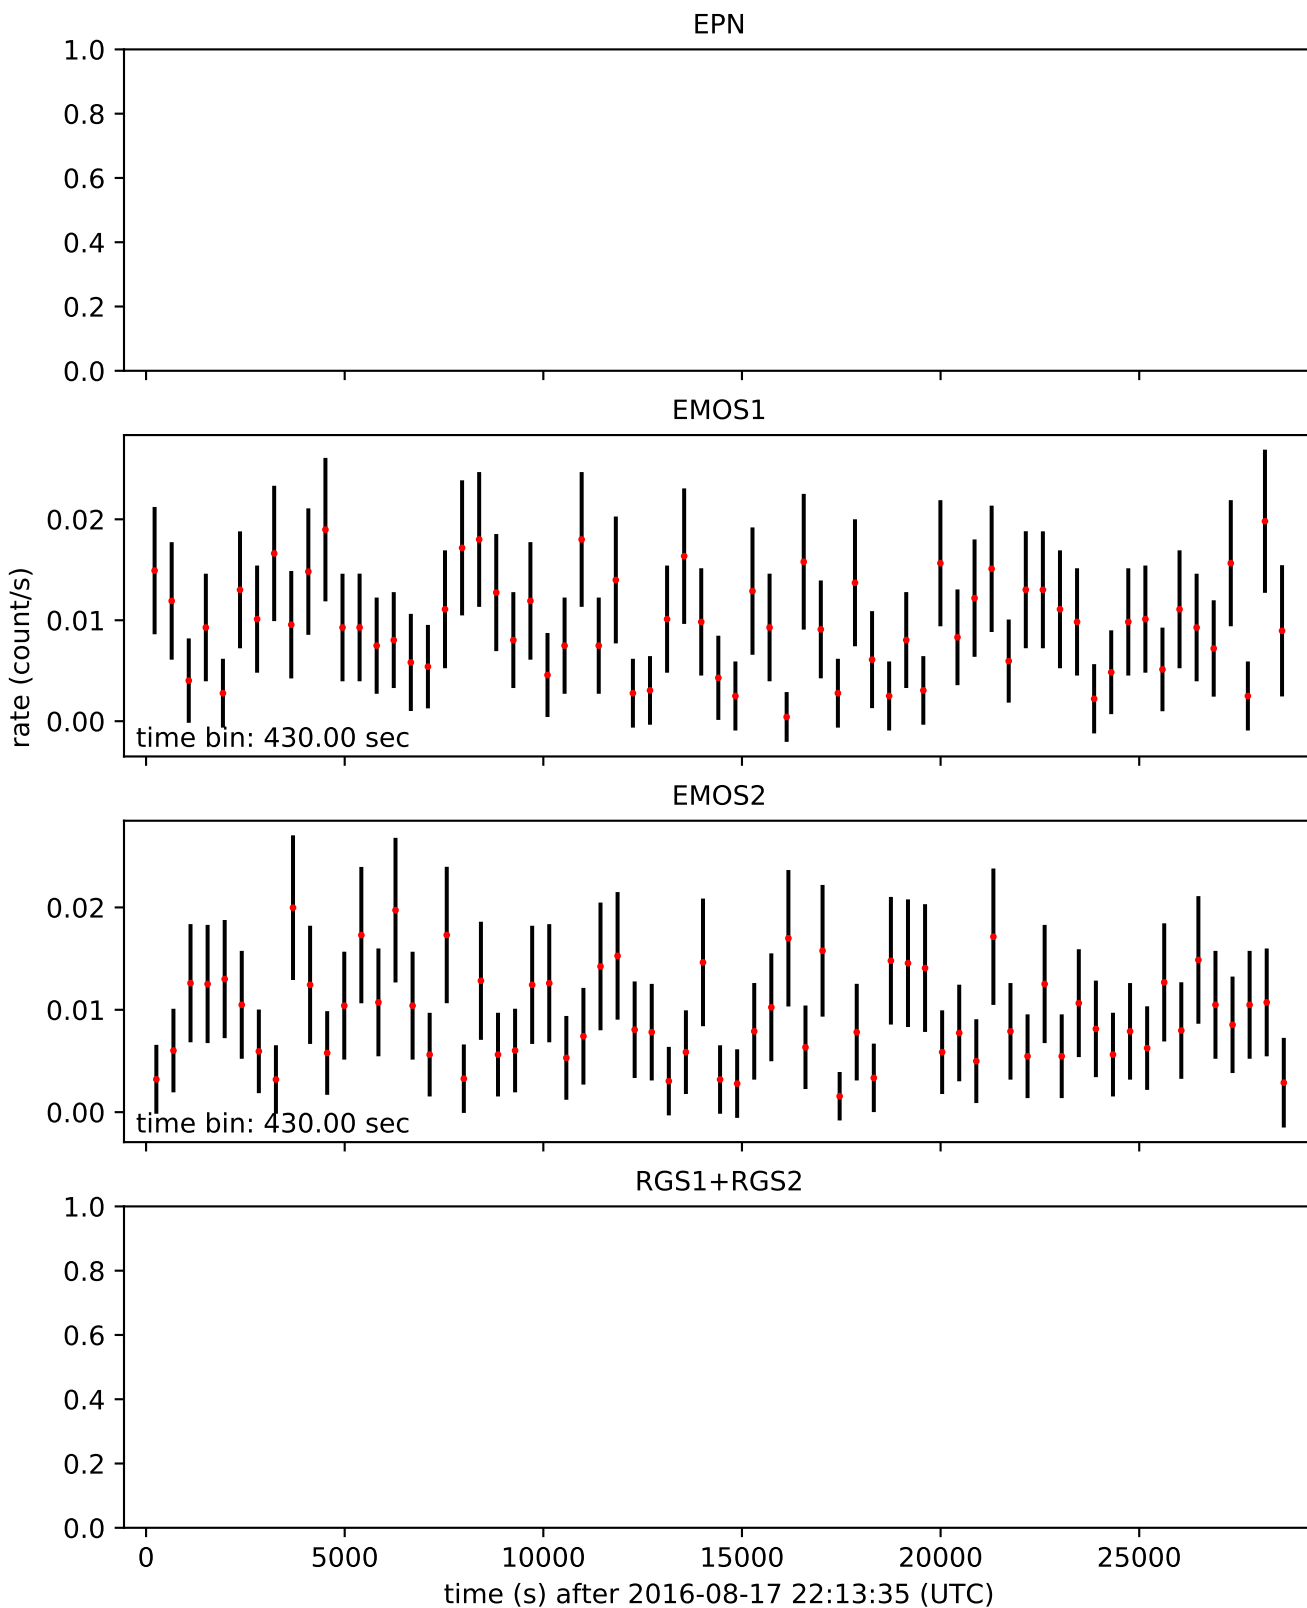 EPN
1.0
0.8
0.6
0.4
0.2
0.0
EMOS1
0.02
0.01
0.00
rate (count/s)
time bin: 430.00 sec
EMOS2
0.02
0.01
0.00
time bin: 430.00 sec
RGS1+RGS2
1.0
0.8
0.6
0.4
0.2
0.0
0 5000 10000 15000 20000 25000
time (s) after 2016-08-17 22:13:35 (UTC)